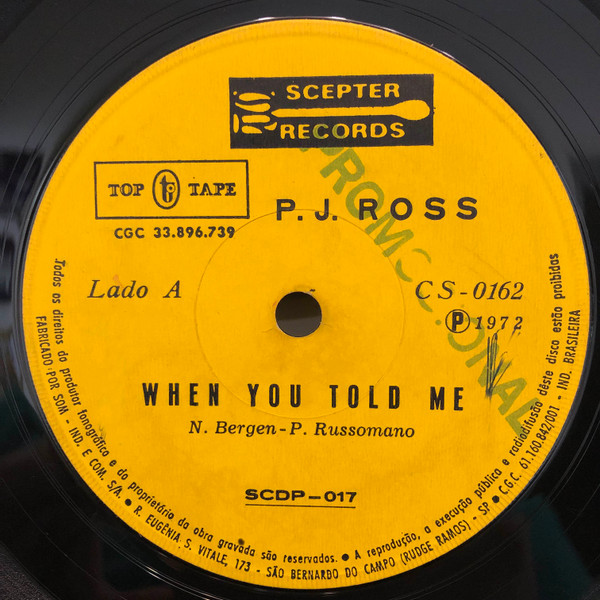 SCEPTER
RECORDS
TOP TAPE
CGC 33.896.739
P. J. ROSS
PROMOCIONAL
Lado A
CS-0162
Ⓟ1972
WHEN YOU TOLD ME
N. Bergen-P. Russomano
SCDP-017
Todos os direitos do produtor fonográfico e do proprietário da obra gravada são reservados. ● A reprodução, a execução pública e radiodifusão dêste disco estão proibidas
FABRICADO POR SOM - IND. E COM. S/A. ● R. EUGÊNIA S. VITALE, 173 - SÃO BERNARDO DO CAMPO (RUDGE RAMOS) - SP ● C.G.C. 61.160.842/001. - IND. BRASILEIRA